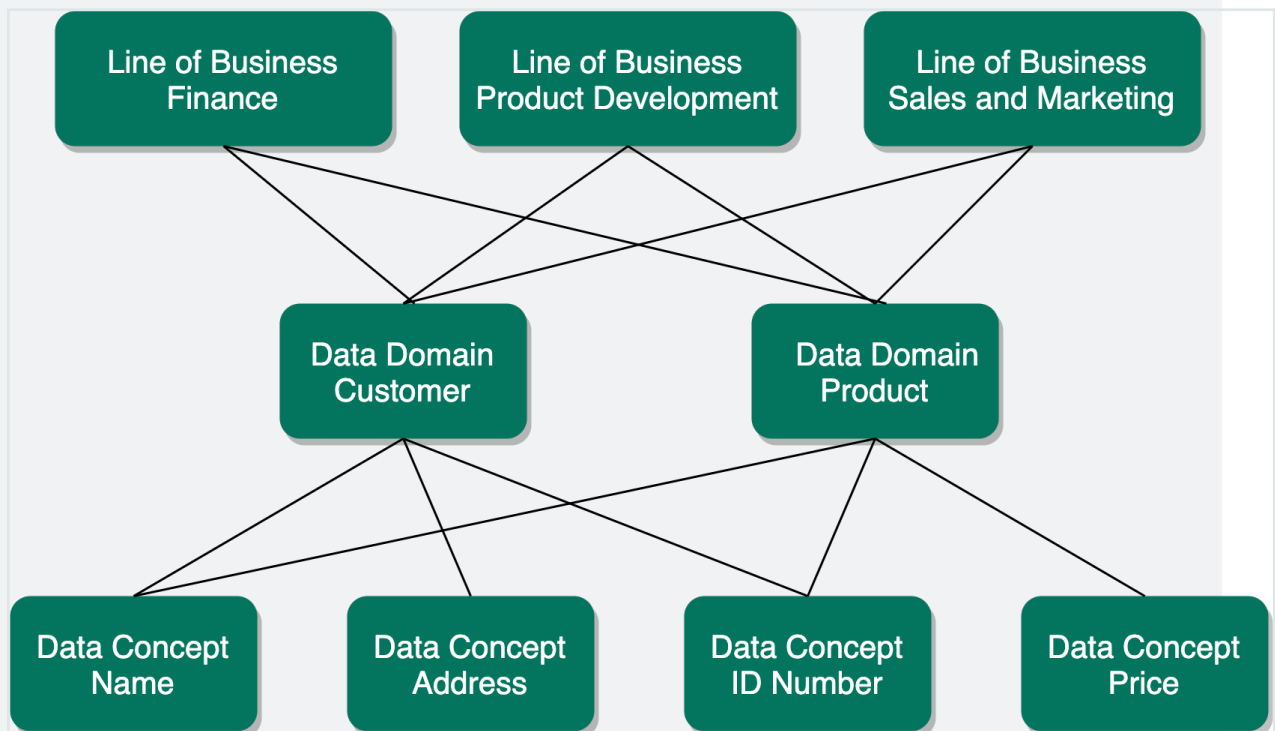 Line of Business
Finance
Line of Business
Product Development
Line of Business
Sales and Marketing
Data Domain
Customer
Data Domain
Product
Data Concept
Name
Data Concept
Address
Data Concept
ID Number
Data Concept
Price